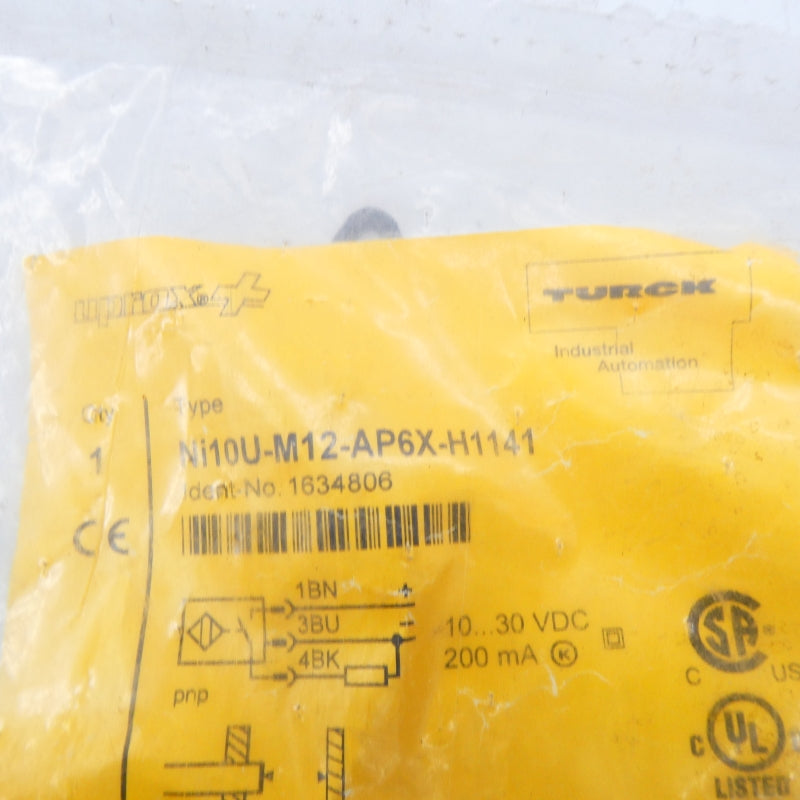 uprox®+
TURCK
Industrial
Automation
Qty
Type
1
Ni10U-M12-AP6X-H1141
Ident-No. 1634806
CE
1BN
+
3BU
-
4BK
pnp
10...30 VDC
200 mA K
SA
C US
C UL
LISTED